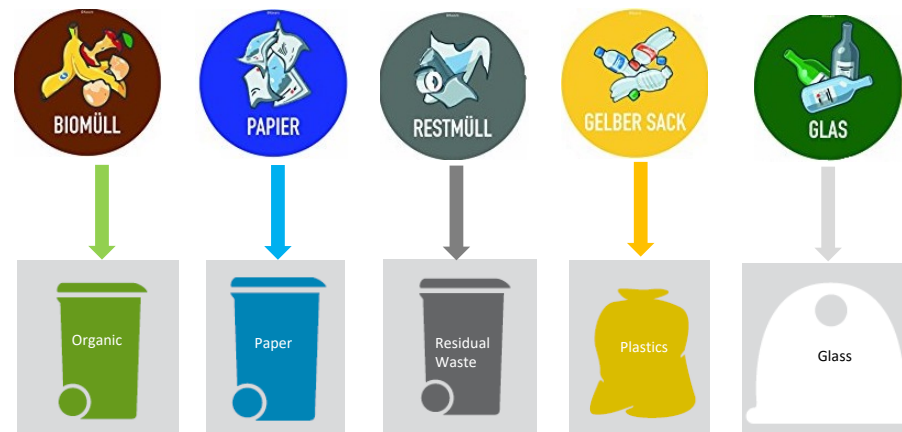 BIOMÜLL
PAPIER
RESTMÜLL
GELBER SACK
GLAS
Organic
Paper
Residual
Waste
Plastics
Glass